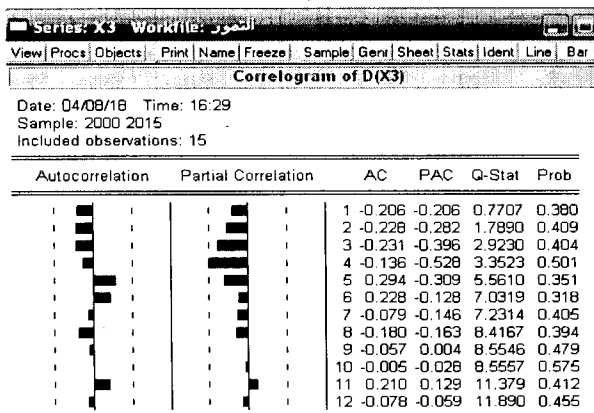 Series: X3 Workfile: التمور
View Procs Objects Print Name Freeze Sample Genr Sheet Stats Ident Line Bar
Correlogram of D(X3)
Date: 04/08/18 Time: 16:29
Sample: 2000 2015
Included observations: 15
Autocorrelation Partial Correlation AC PAC Q-Stat Prob
1 -0.206 -0.206 0.7707 0.380
2 -0.228 -0.282 1.7890 0.409
3 -0.231 -0.396 2.9230 0.404
4 -0.136 -0.528 3.3523 0.501
5 0.294 -0.309 5.5610 0.351
6 0.228 -0.128 7.0319 0.318
7 -0.079 -0.146 7.2314 0.405
8 -0.180 -0.163 8.4167 0.394
9 -0.057 0.004 8.5546 0.479
10 -0.005 -0.028 8.5557 0.575
11 0.210 0.129 11.379 0.412
12 -0.078 -0.059 11.890 0.455